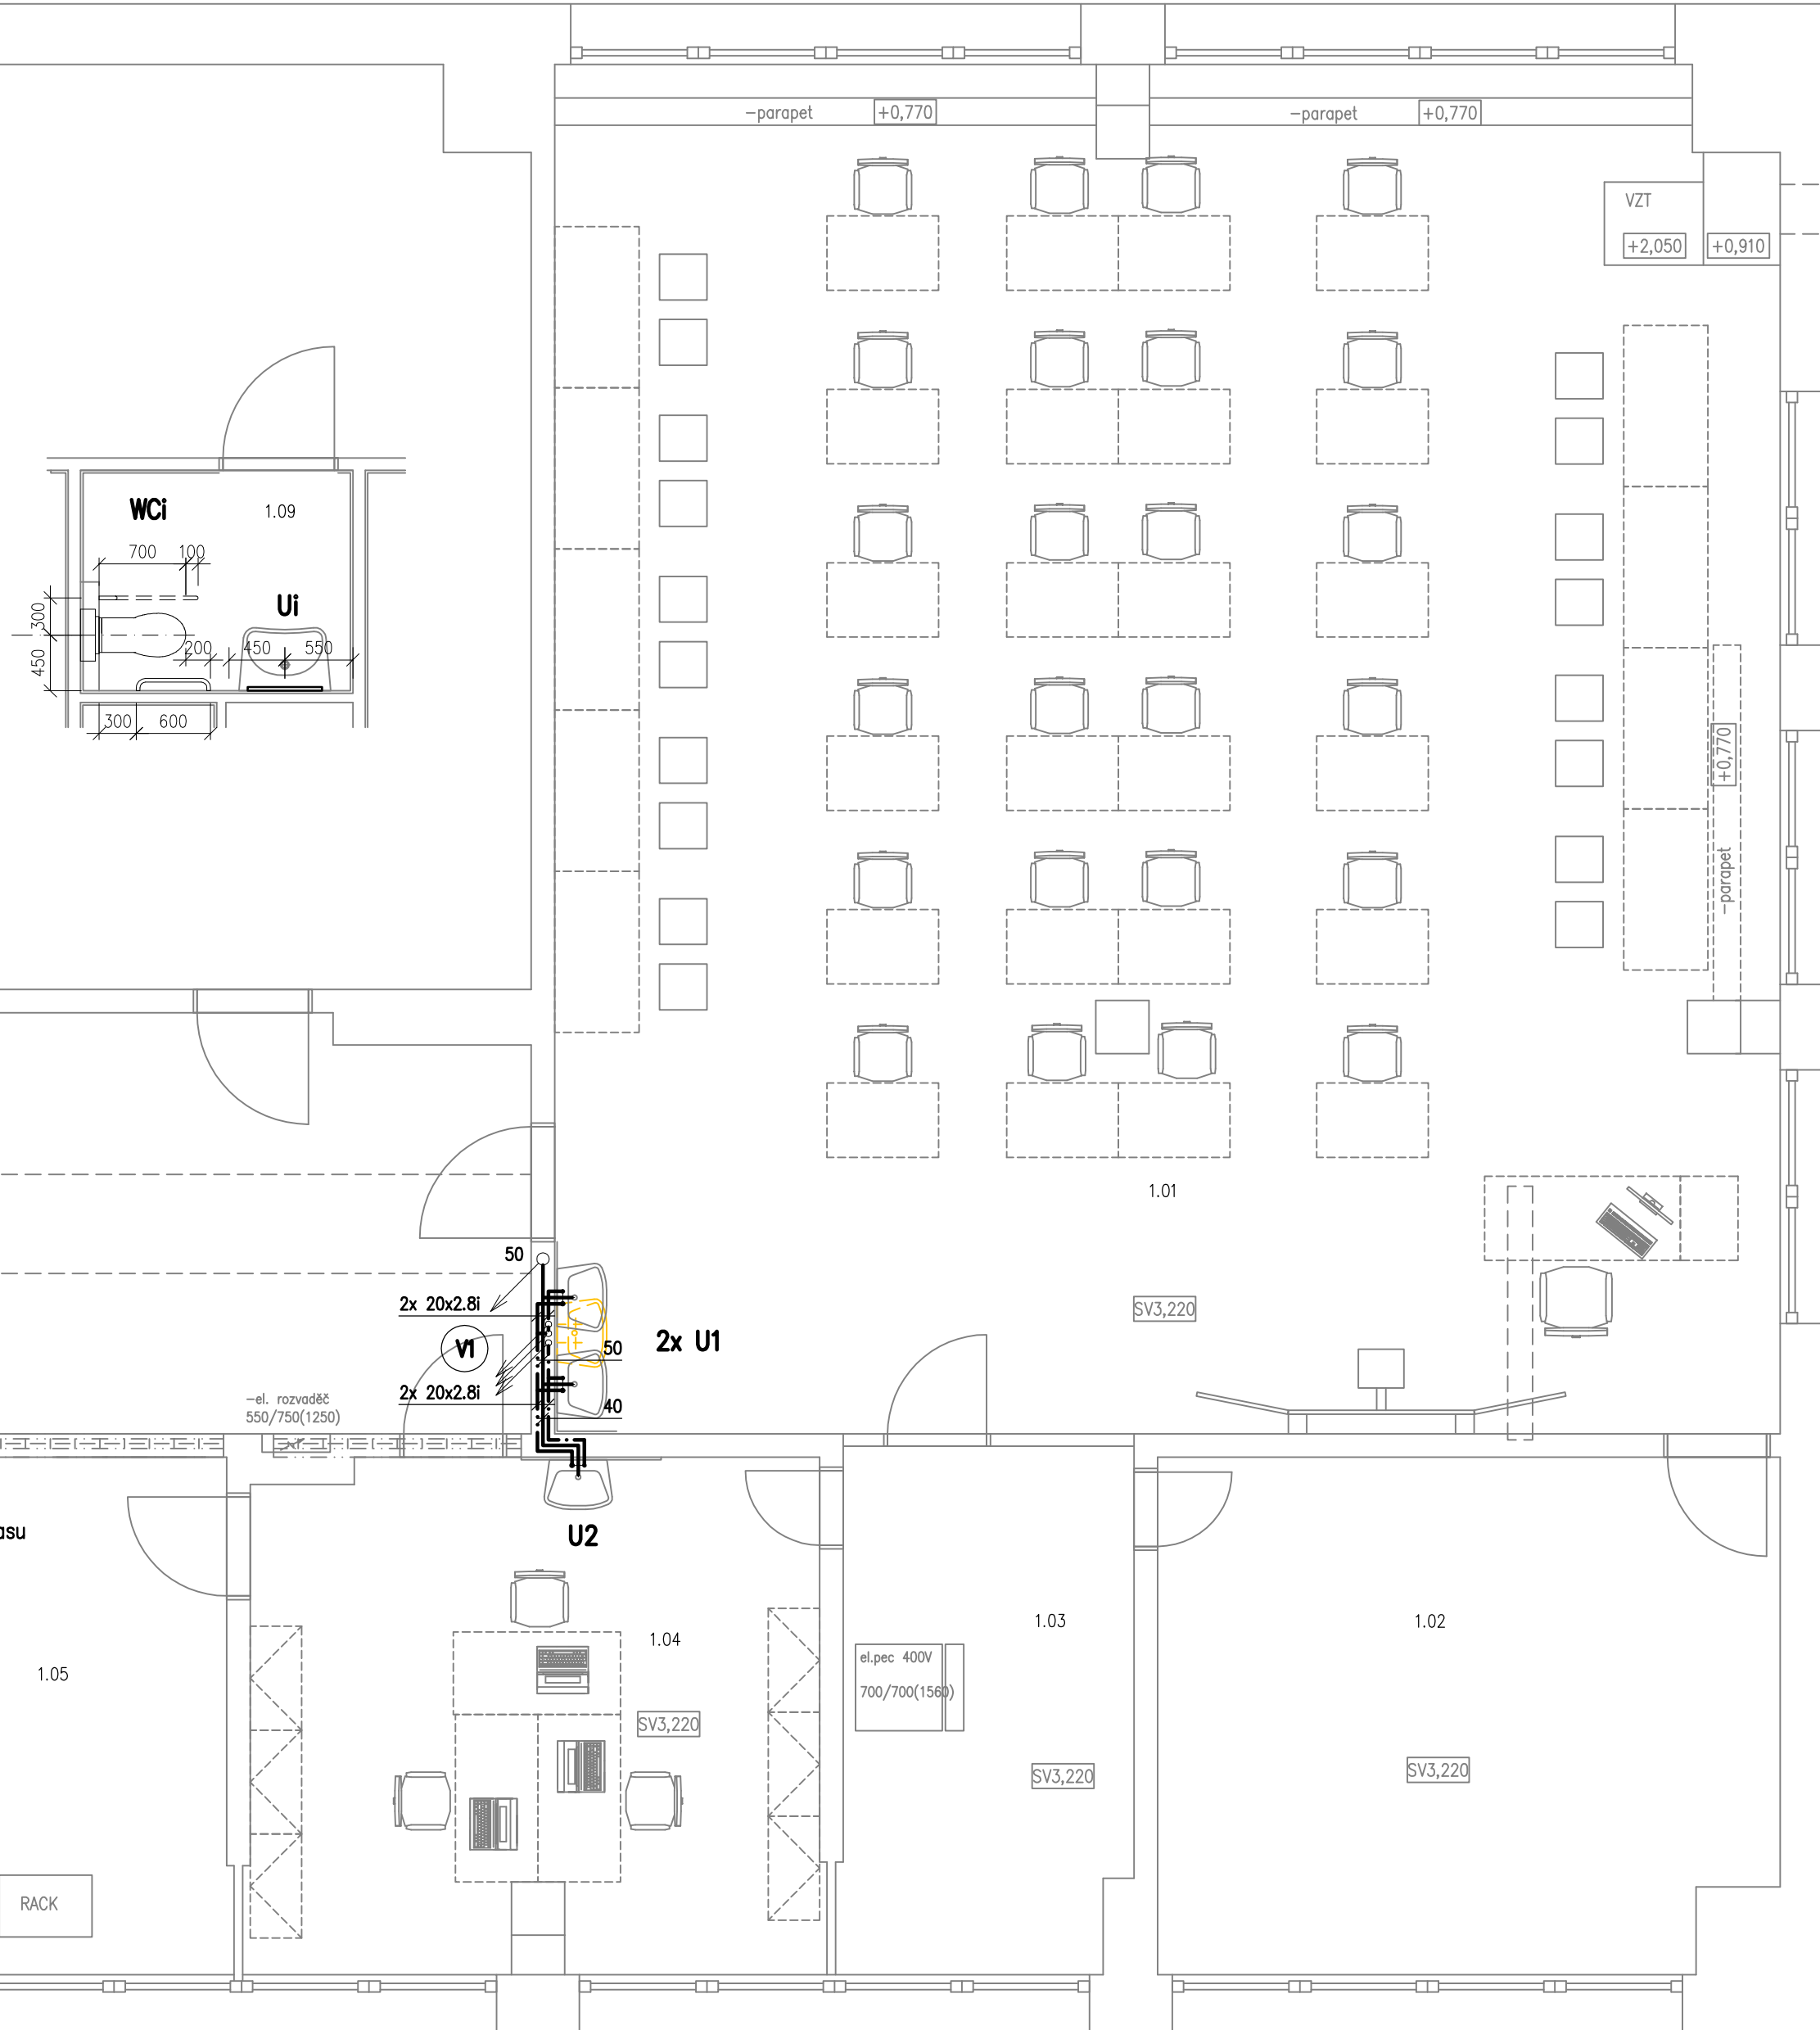 -parapet +0,770
-parapet +0,770
VZT
+2,050 +0,910
WCi
1.09
700 100
Ui
300
450
200 450 550
300 600
+0,770
-parapet
1.01
50
2x 20x2.8i
SV3,220
V1
50
2x U1
2x 20x2.8i
-el. rozvaděč
550/750(1250)
40
asu
U2
1.03
1.02
1.04
el.pec 400V
1.05
700/700(1560)
SV3,220
SV3,220
SV3,220
RACK